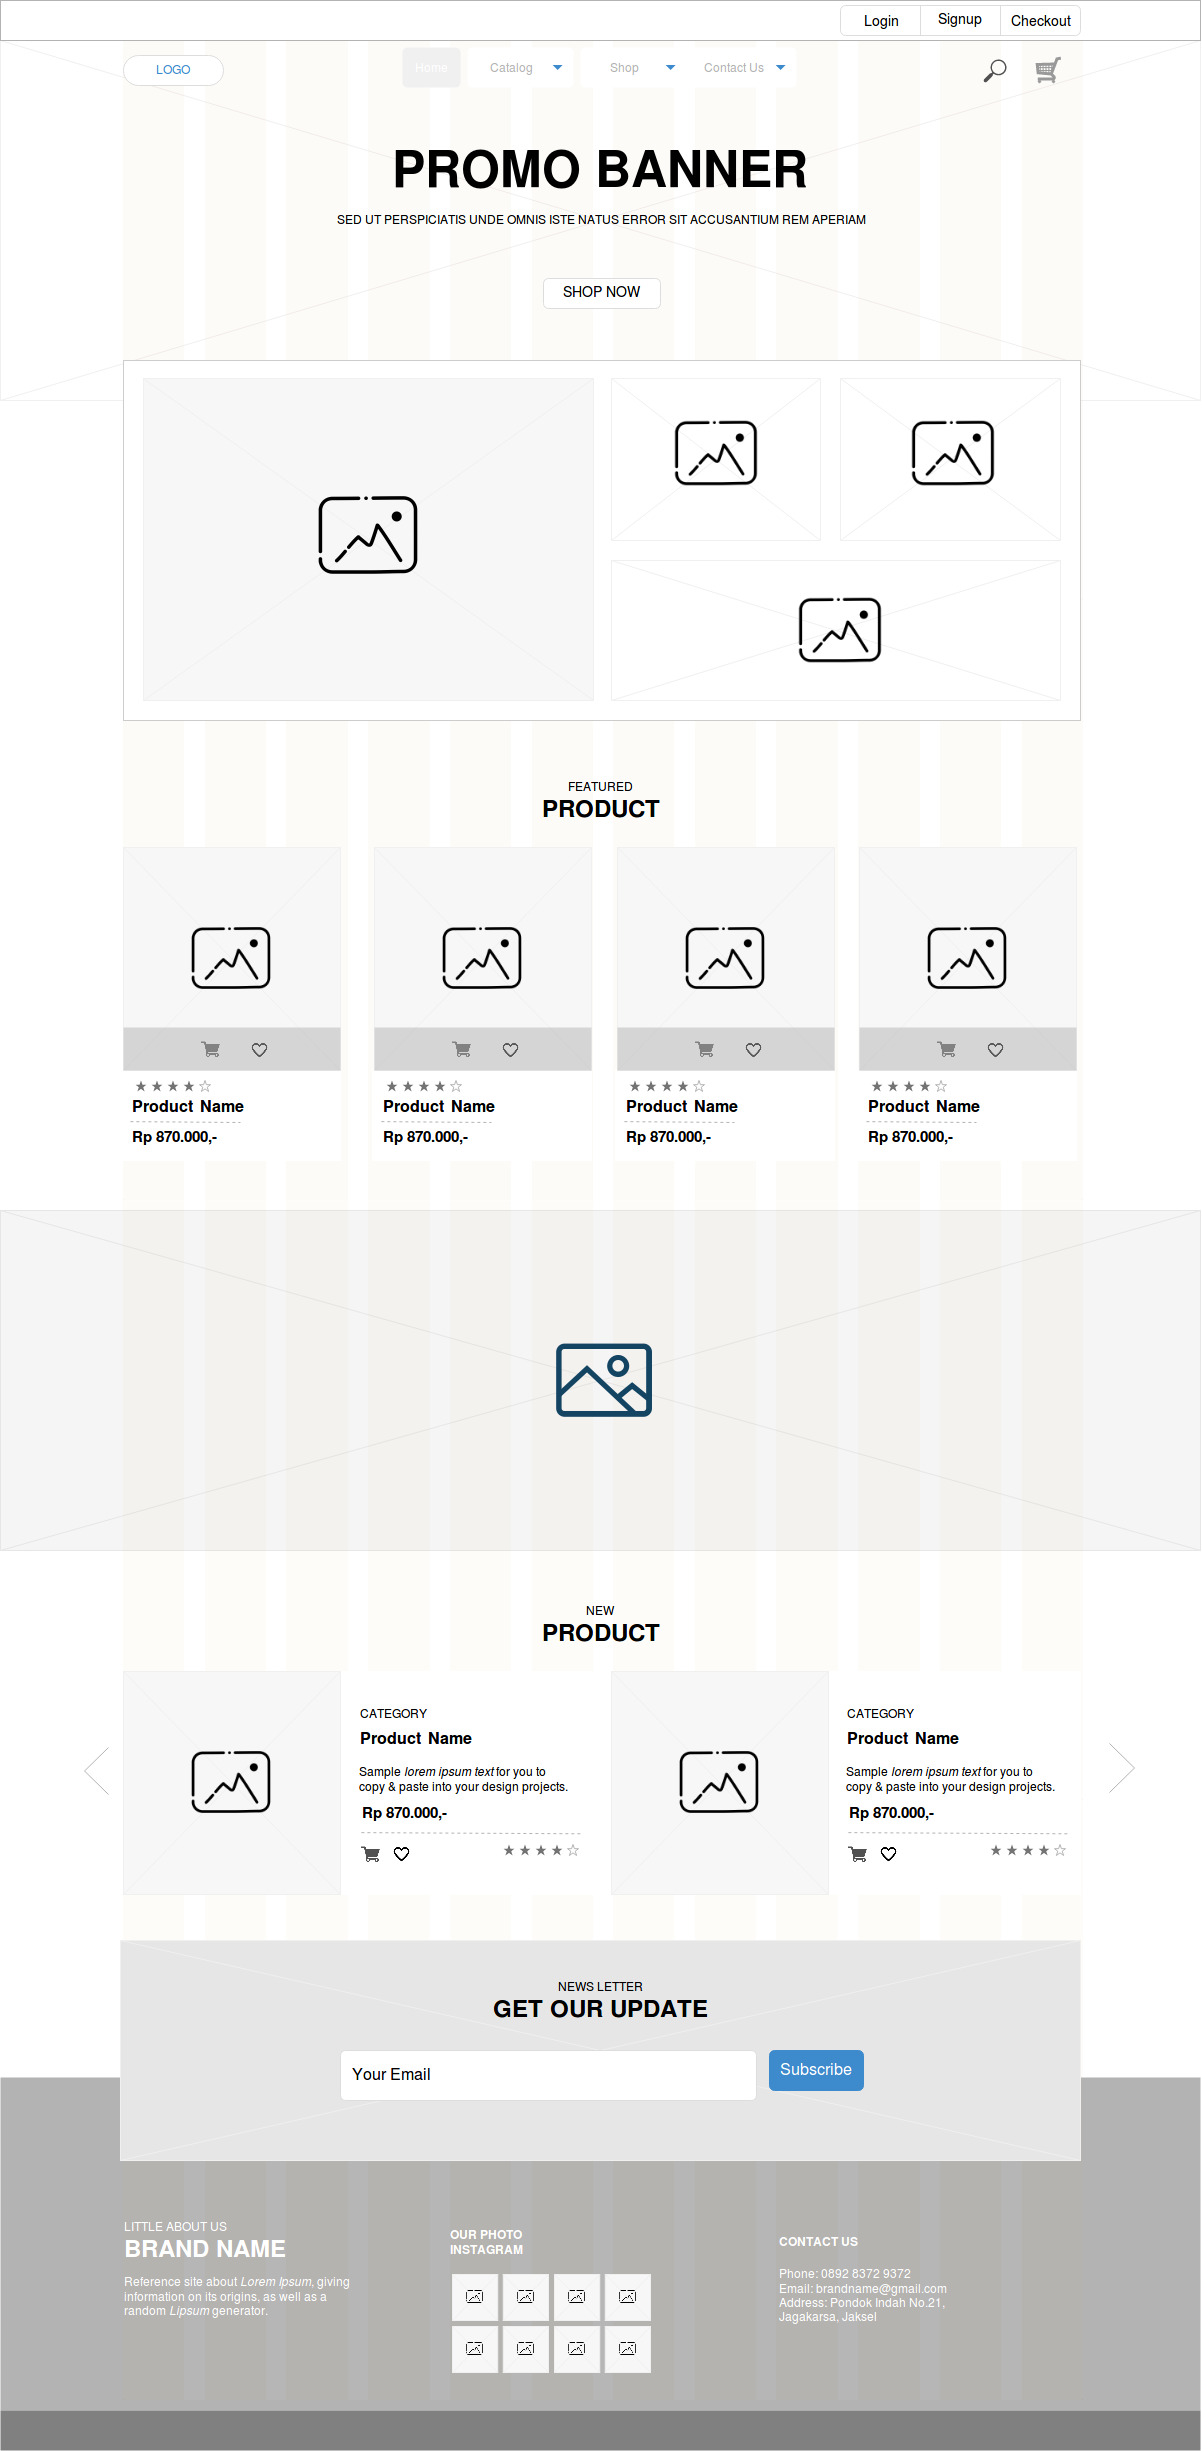 Login
Signup
Checkout
LOGO
Home
Catalog
Shop
Contact Us
PROMO BANNER
SED UT PERSPICIATIS UNDE OMNIS ISTE NATUS ERROR SIT ACCUSANTIUM REM APERIAM
SHOP NOW
FEATURED
PRODUCT
Product Name
Rp 870.000,-
Product Name
Rp 870.000,-
Product Name
Rp 870.000,-
Product Name
Rp 870.000,-
NEW
PRODUCT
CATEGORY
Product Name
Sample lorem ipsum text for you to
copy & paste into your design projects.
Rp 870.000,-
CATEGORY
Product Name
Sample lorem ipsum text for you to
copy & paste into your design projects.
Rp 870.000,-
NEWS LETTER
GET OUR UPDATE
Your Email
Subscribe
LITTLE ABOUT US
BRAND NAME
Reference site about Lorem Ipsum, giving
information on its origins, as well as a
random Lipsum generator.
OUR PHOTO
INSTAGRAM
CONTACT US
Phone: 0892 8372 9372
Email: brandname@gmail.com
Address: Pondok Indah No.21,
Jagakarsa, Jaksel